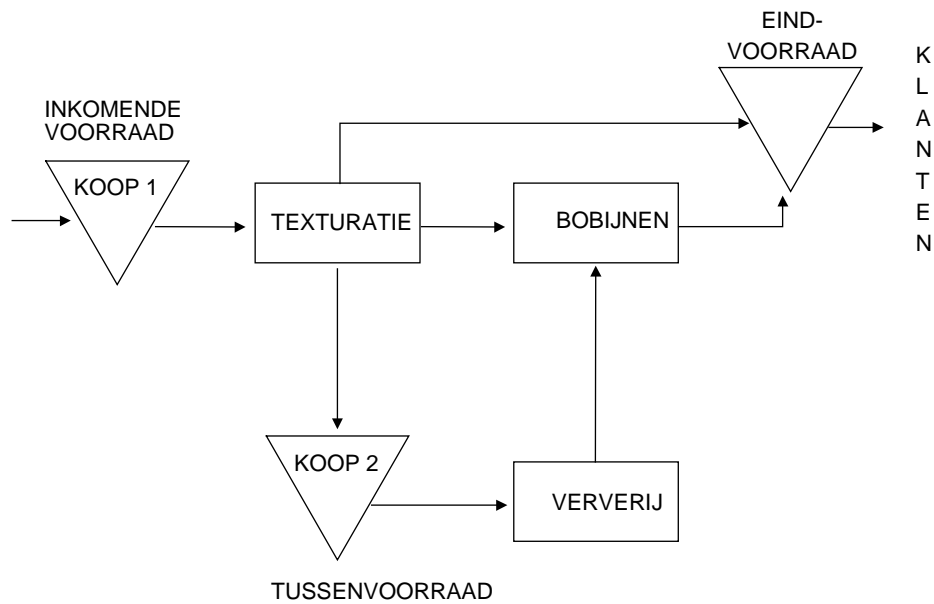 EIND-
VOORRAAD
K
L
A
N
T
E
N
INKOMENDE
VOORRAAD
KOOP 1
TEXTURATIE
BOBIJNEN
KOOP 2
VERVERIJ
TUSSENVOORRAAD